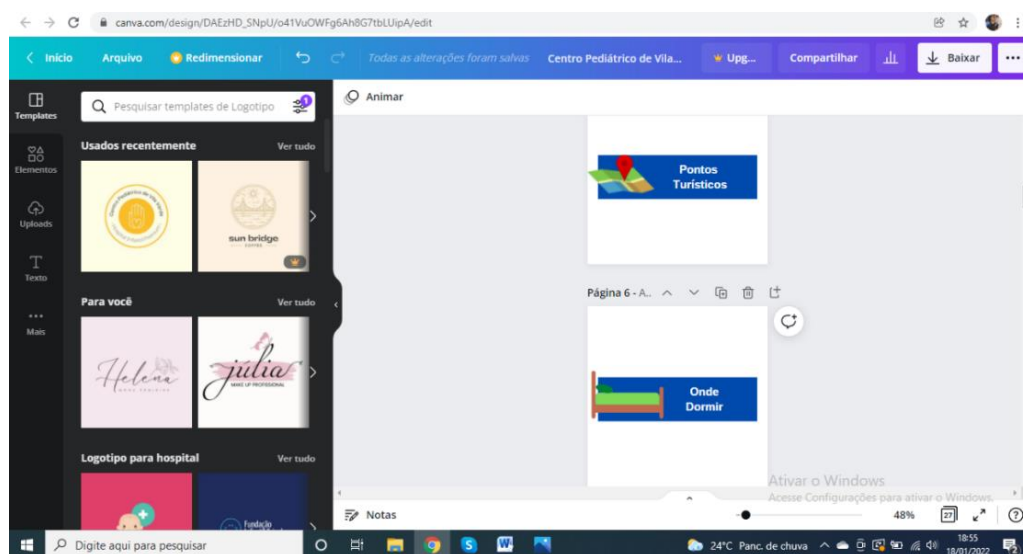 canva.com/design/DAEzHD_SNpU/o41VuOWFg6Ah8G7tbLUipA/edit
Início Arquivo Redimensionar Todas as alterações foram salvas Centro Pediátrico de Vila... Upg... Compartilhar Baixar
Templates
Elementos
Uploads
Texto
Mais
Pesquisar templates de Logotipo
1
Usados recentemente Ver tudo
sun bridge
COFFEE
Para você Ver tudo
Helena
júlia
MAKE UP PROFISSIONAL
Logotipo para hospital Ver tudo
Fundação
Animar
Pontos
Turísticos
Página 6 - A..
Onde
Dormir
Ativar o Windows
Acesse Configurações para ativar o Windows.
Notas 48% 27
Digite aqui para pesquisar
24°C Panc. de chuva
18:55
18/01/2022